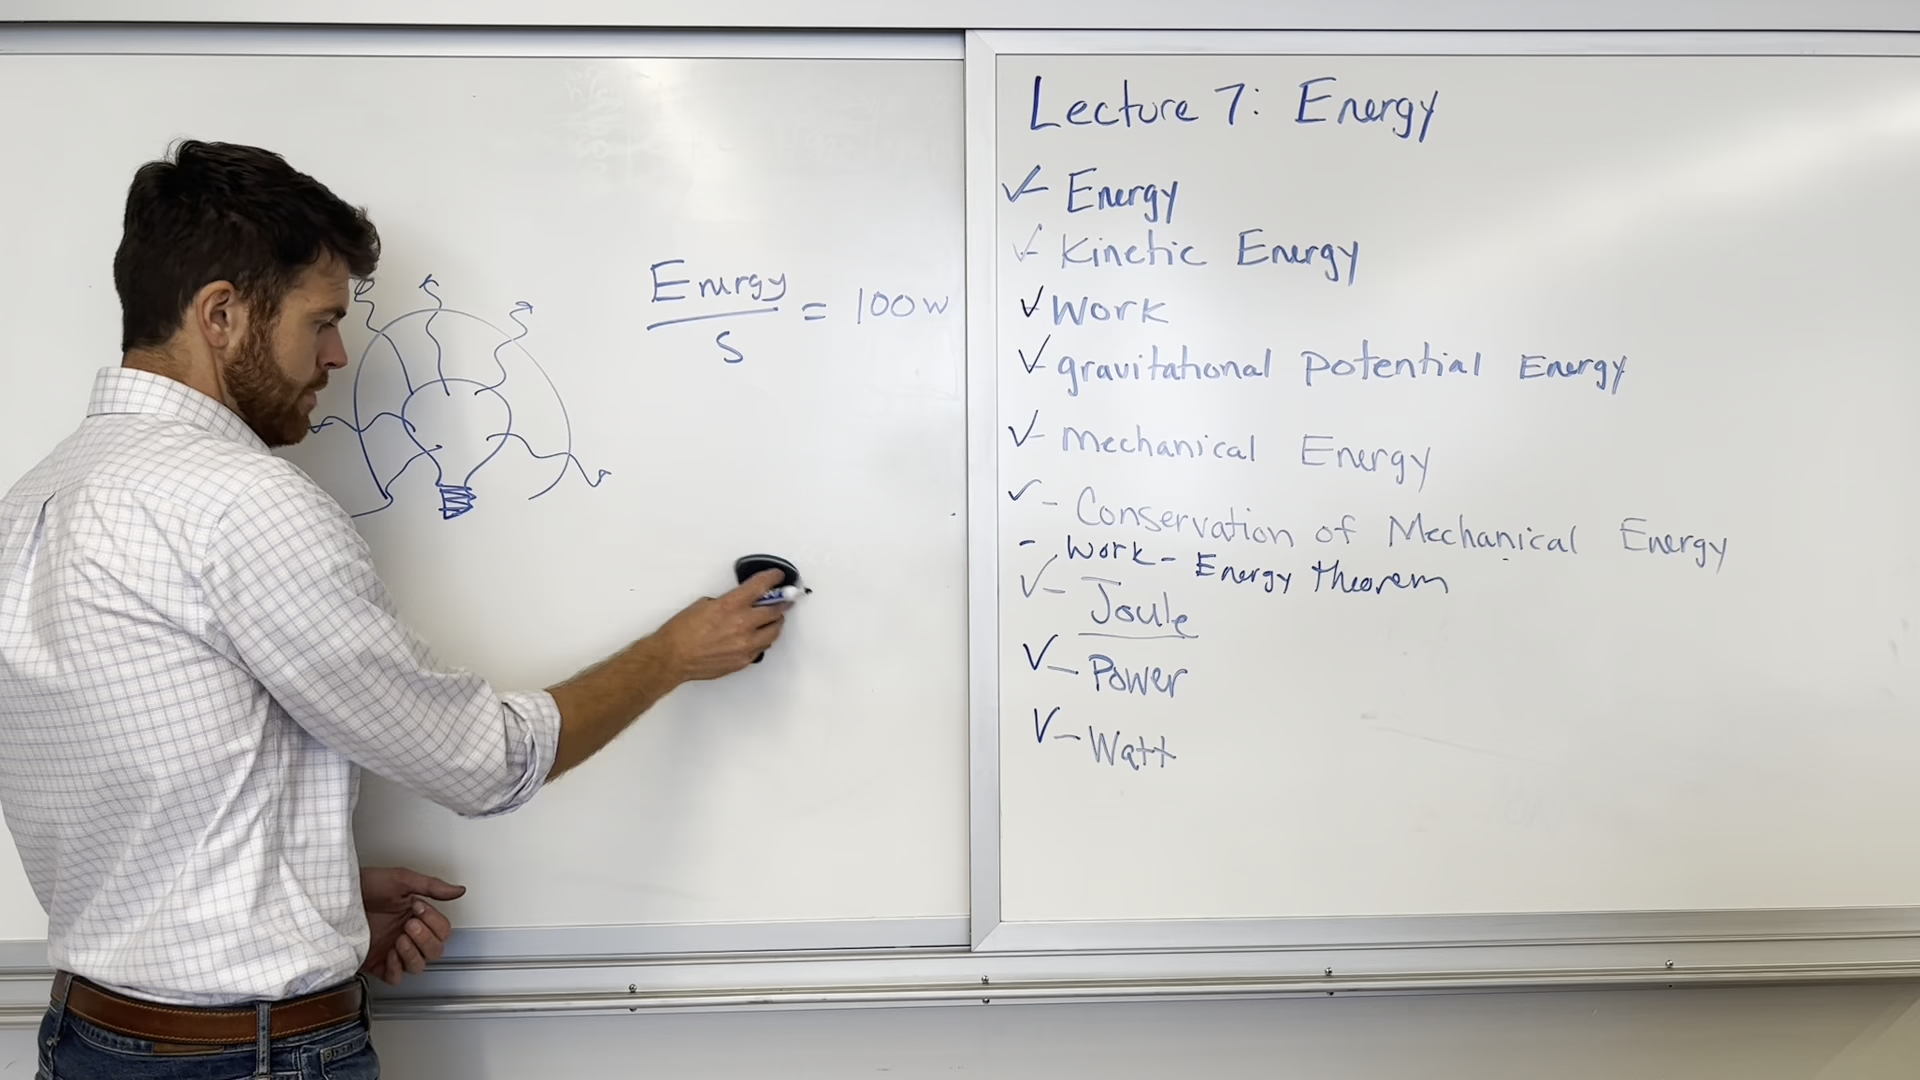 Energy
S
= 100W
Lecture 7: Energy
✓- Energy
✓- Kinetic Energy
✓ Work
✓- gravitational Potential Energy
✓- Mechanical Energy
✓- Conservation of Mechanical Energy
- Work - Energy theorem
✓- Joule
✓- Power
✓- Watt